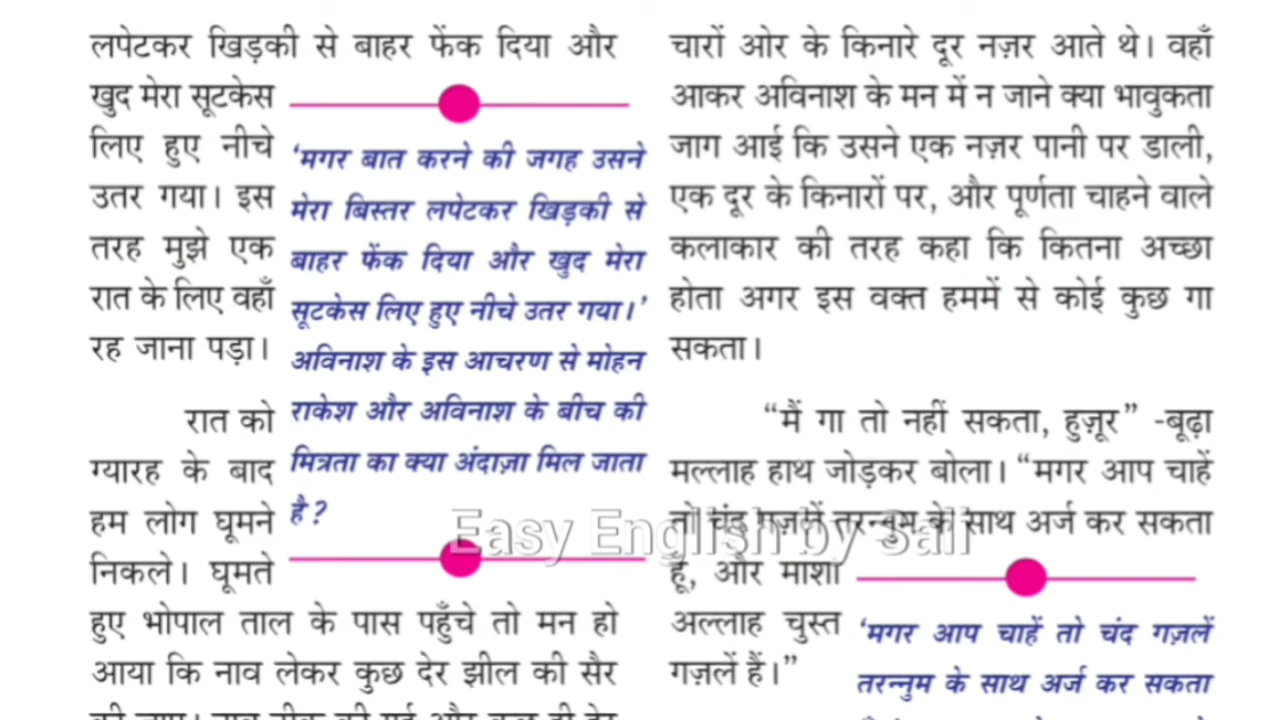 लपेटकर खिड़की से बाहर फेंक दिया और
खुद मेरा सूटकेस
लिए हुए नीचे
उतर गया। इस
तरह मुझे एक
रात के लिए वहाँ
रह जाना पड़ा।
रात को
ग्यारह के बाद
हम लोग घूमने
निकले। घूमते
हुए भोपाल ताल के पास पहुँचे तो मन हो
आया कि नाव लेकर कुछ देर झील की सैर
‘मगर बात करने की जगह उसने
मेरा बिस्तर लपेटकर खिड़की से
बाहर फेंक दिया और खुद मेरा
सूटकेस लिए हुए नीचे उतर गया।’
अविनाश के इस आचरण से मोहन
राकेश और अविनाश के बीच की
मित्रता का क्या अंदाज़ा मिल जाता
है?
चारों ओर के किनारे दूर नज़र आते थे। वहाँ
आकर अविनाश के मन में न जाने क्या भावुकता
जाग आई कि उसने एक नज़र पानी पर डाली,
एक दूर के किनारों पर, और पूर्णता चाहने वाले
कलाकार की तरह कहा कि कितना अच्छा
होता अगर इस वक्त हममें से कोई कुछ गा
सकता।
“मैं गा तो नहीं सकता, हुज़ूर” -बूढ़ा
मल्लाह हाथ जोड़कर बोला। “मगर आप चाहें
तो चंद गज़लें तरन्नुम के साथ अर्ज कर सकता
हूँ, और माशा
अल्लाह चुस्त
गज़लें हैं।”
‘मगर आप चाहें तो चंद गज़लें
तरन्नुम के साथ अर्ज कर सकता
Easy English by Sali